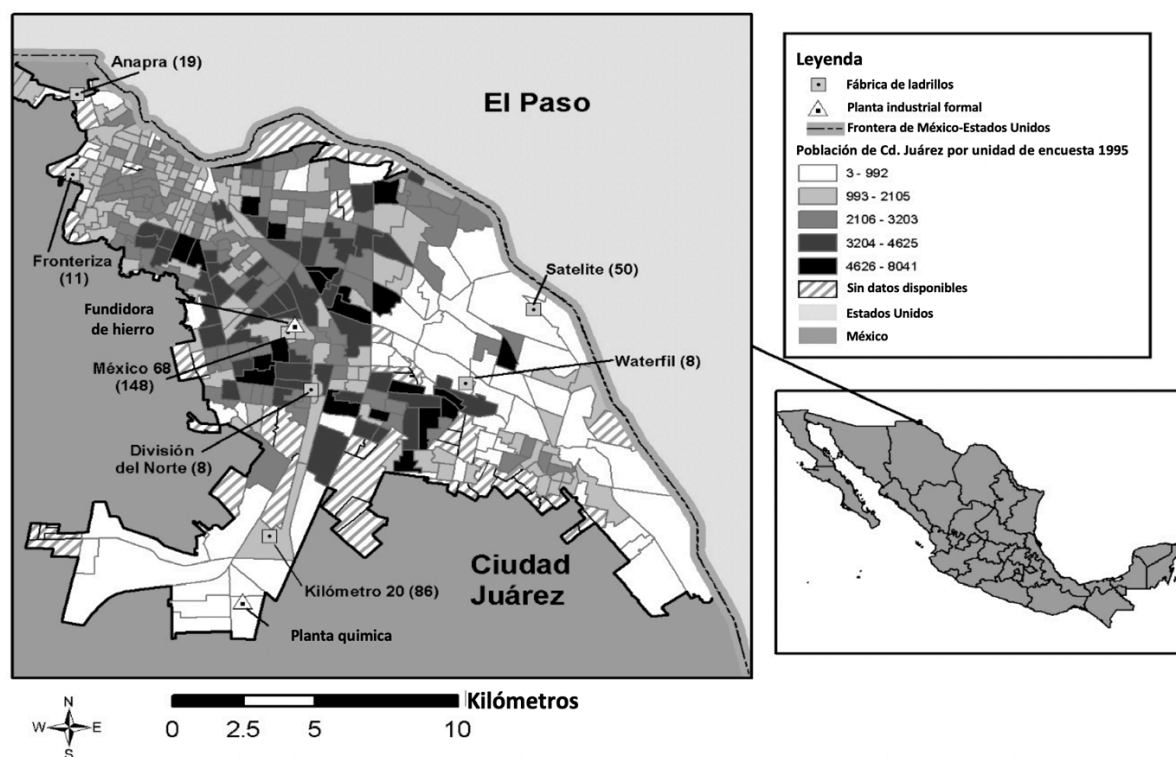 Anapra (19)
El Paso
Fronteriza
(11)
Satelite (50)
Fundidora
de hierro
México 68
(148)
Waterfil (8)
División
del Norte (8)
Ciudad
Juárez
Kilómetro 20 (86)
Planta quimica
Leyenda
Fábrica de ladrillos
Planta industrial formal
Frontera de México-Estados Unidos
Población de Cd. Juárez por unidad de encuesta 1995
3 - 992
993 - 2105
2106 - 3203
3204 - 4625
4626 - 8041
Sin datos disponibles
Estados Unidos
México
N
W E
S
Kilómetros
0 2.5 5 10